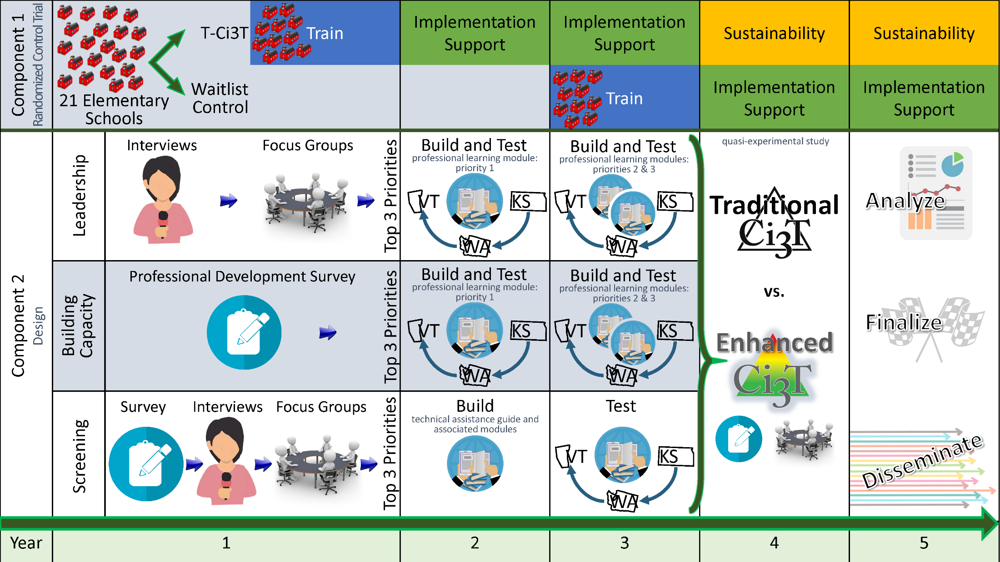 Component 1
Randomized Control Trial
21 Elementary
Schools
T-Ci3T
Waitlist
Control
Train
Implementation
Support
Implementation
Support
Sustainability
Sustainability
Train
Implementation
Support
Implementation
Support
Component 2
Design
Leadership
Interviews
Focus Groups
Top 3 Priorities
Build and Test
professional learning module:
priority 1
VT
KS
WA
Build and Test
professional learning modules:
priorities 2 & 3
VT
KS
WA
Building
Capacity
Professional Development Survey
Top 3 Priorities
Build and Test
professional learning module:
priority 1
VT
KS
WA
Build and Test
professional learning modules:
priorities 2 & 3
VT
KS
WA
Screening
Survey
Interviews
Focus Groups
Top 3 Priorities
Build
technical assistance guide and
associated modules
Test
VT
KS
WA
quasi-experimental study
Traditional
Ci3T
vs.
Enhanced
Ci3T
Analyze
Finalize
Disseminate
Year
1
2
3
4
5